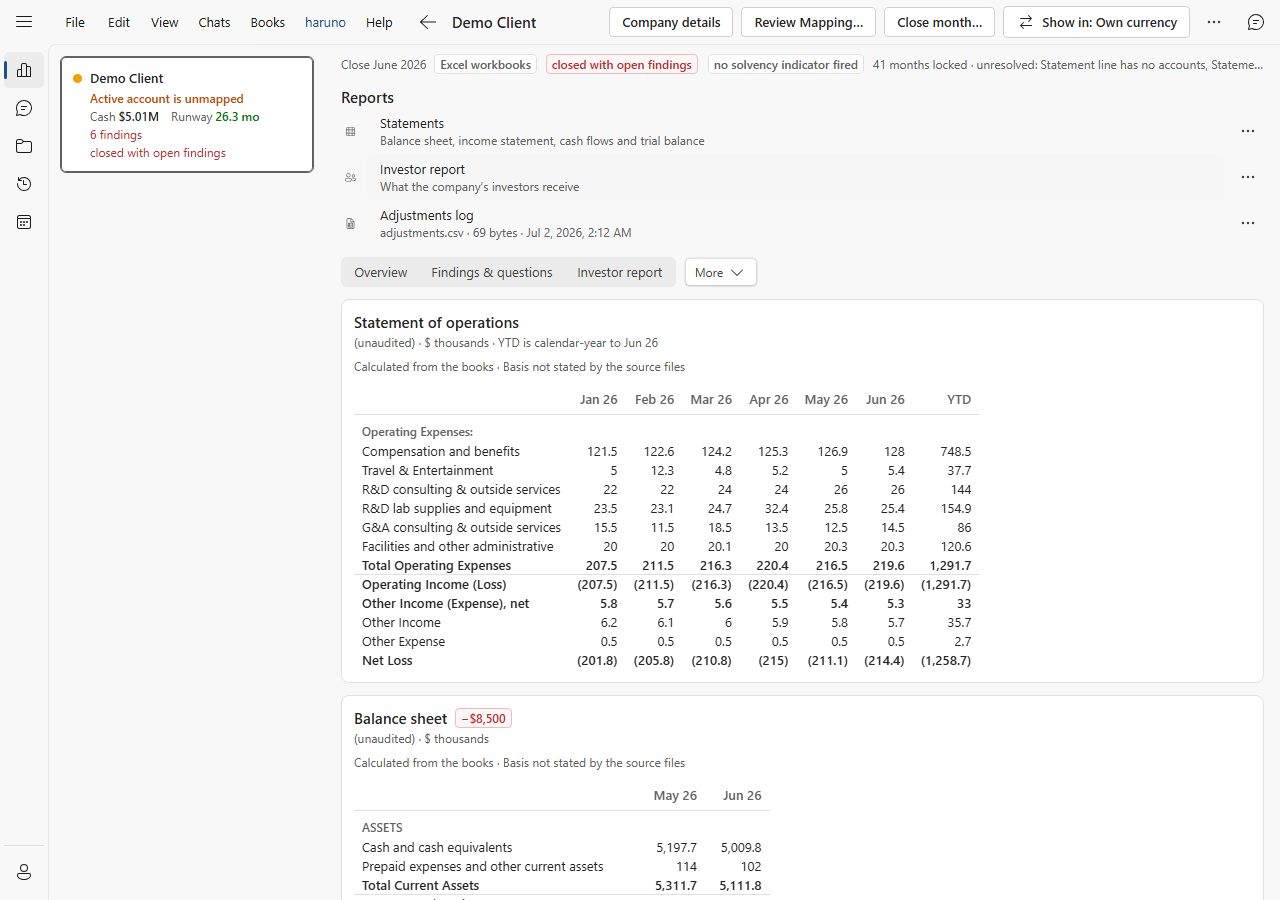 File Edit View Chats Books haruno Help Demo Client Company details Review Mapping... Close month... Show in: Own currency
Demo Client
Active account is unmapped
Cash $5.01M Runway 26.3 mo
6 findings
closed with open findings
Close June 2026 Excel workbooks closed with open findings no solvency indicator fired 41 months locked · unresolved: Statement line has no accounts, Stateme...
Reports
Statements
Balance sheet, income statement, cash flows and trial balance
Investor report
What the company's investors receive
Adjustments log
adjustments.csv · 69 bytes · Jul 2, 2026, 2:12 AM
Overview Findings & questions Investor report More
Statement of operations
(unaudited) · $ thousands · YTD is calendar-year to Jun 26
Calculated from the books · Basis not stated by the source files
Jan 26 Feb 26 Mar 26 Apr 26 May 26 Jun 26 YTD
Operating Expenses:
Compensation and benefits 121.5 122.6 124.2 125.3 126.9 128 748.5
Travel & Entertainment 5 12.3 4.8 5.2 5 5.4 37.7
R&D consulting & outside services 22 22 24 24 26 26 144
R&D lab supplies and equipment 23.5 23.1 24.7 32.4 25.8 25.4 154.9
G&A consulting & outside services 15.5 11.5 18.5 13.5 12.5 14.5 86
Facilities and other administrative 20 20 20.1 20 20.3 20.3 120.6
Total Operating Expenses 207.5 211.5 216.3 220.4 216.5 219.6 1,291.7
Operating Income (Loss) (207.5) (211.5) (216.3) (220.4) (216.5) (219.6) (1,291.7)
Other Income (Expense), net 5.8 5.7 5.6 5.5 5.4 5.3 33
Other Income 6.2 6.1 6 5.9 5.8 5.7 35.7
Other Expense 0.5 0.5 0.5 0.5 0.5 0.5 2.7
Net Loss (201.8) (205.8) (210.8) (215) (211.1) (214.4) (1,258.7)
Balance sheet −$8,500
(unaudited) · $ thousands
Calculated from the books · Basis not stated by the source files
May 26 Jun 26
ASSETS
Cash and cash equivalents 5,197.7 5,009.8
Prepaid expenses and other current assets 114 102
Total Current Assets 5,311.7 5,111.8